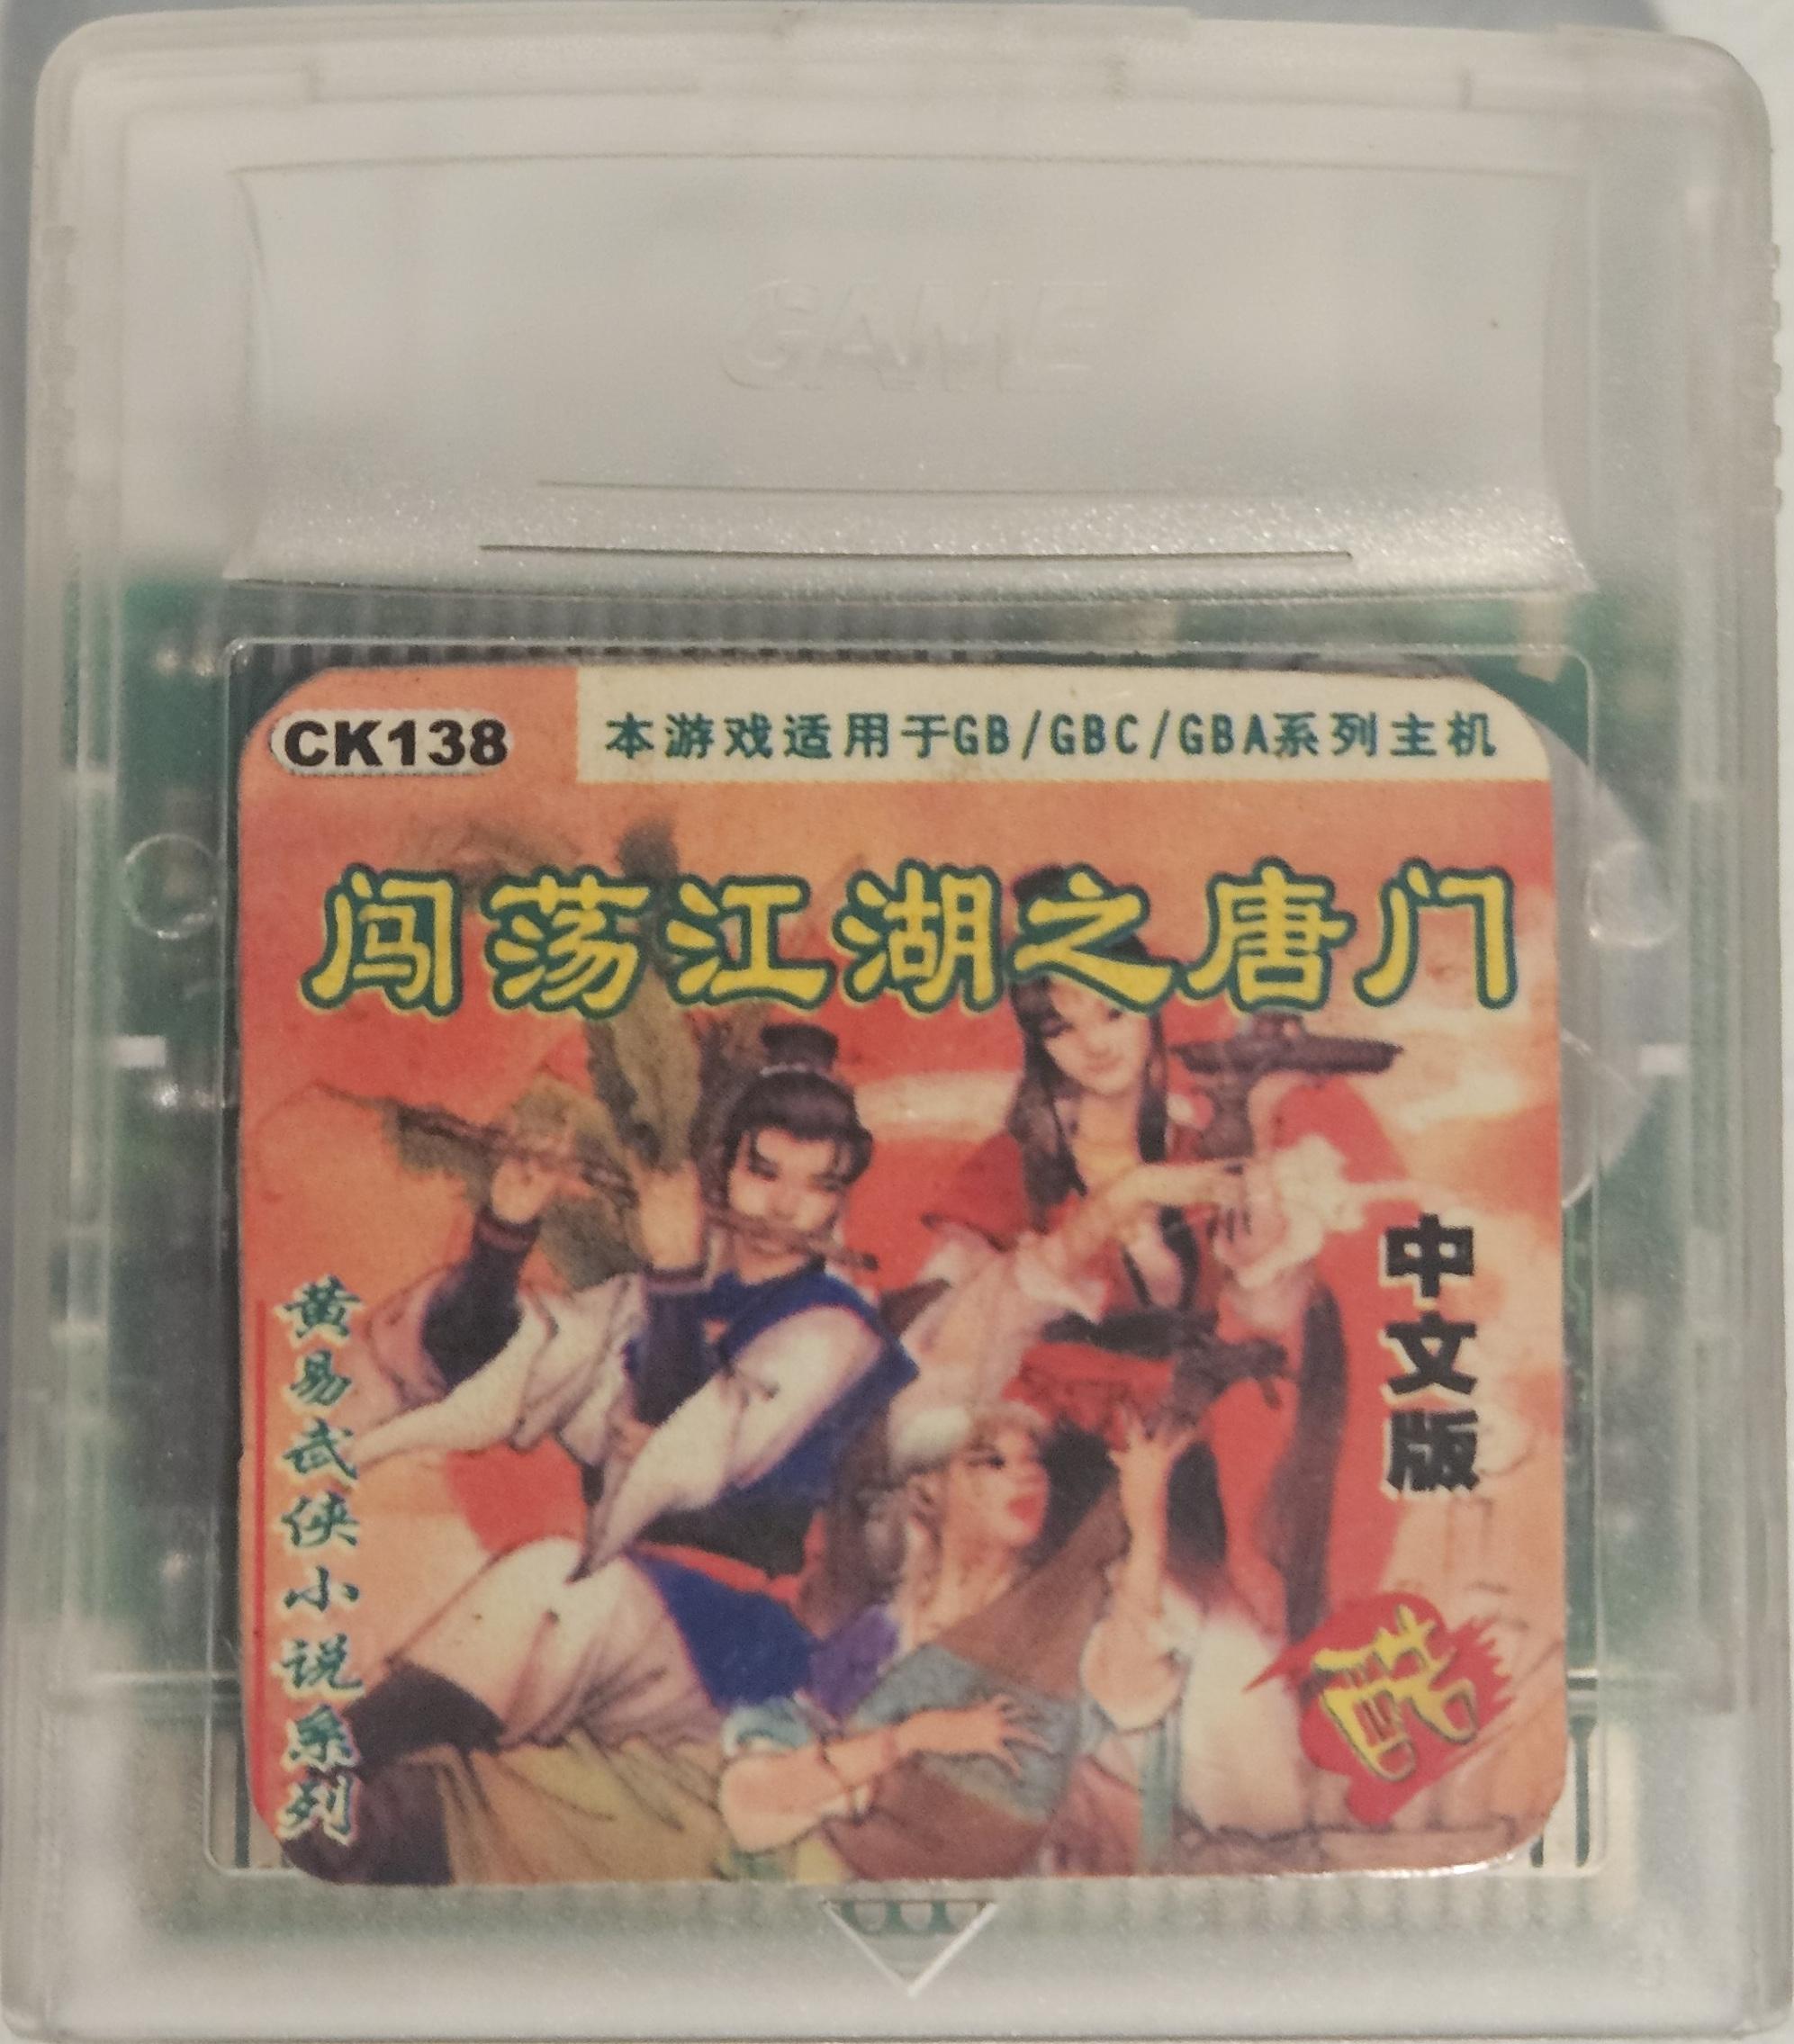 GAME
CK138
本游戏适用于GB/GBC/GBA系列主机
闯荡江湖之唐门
中文版
黄易武侠小说系列
酷